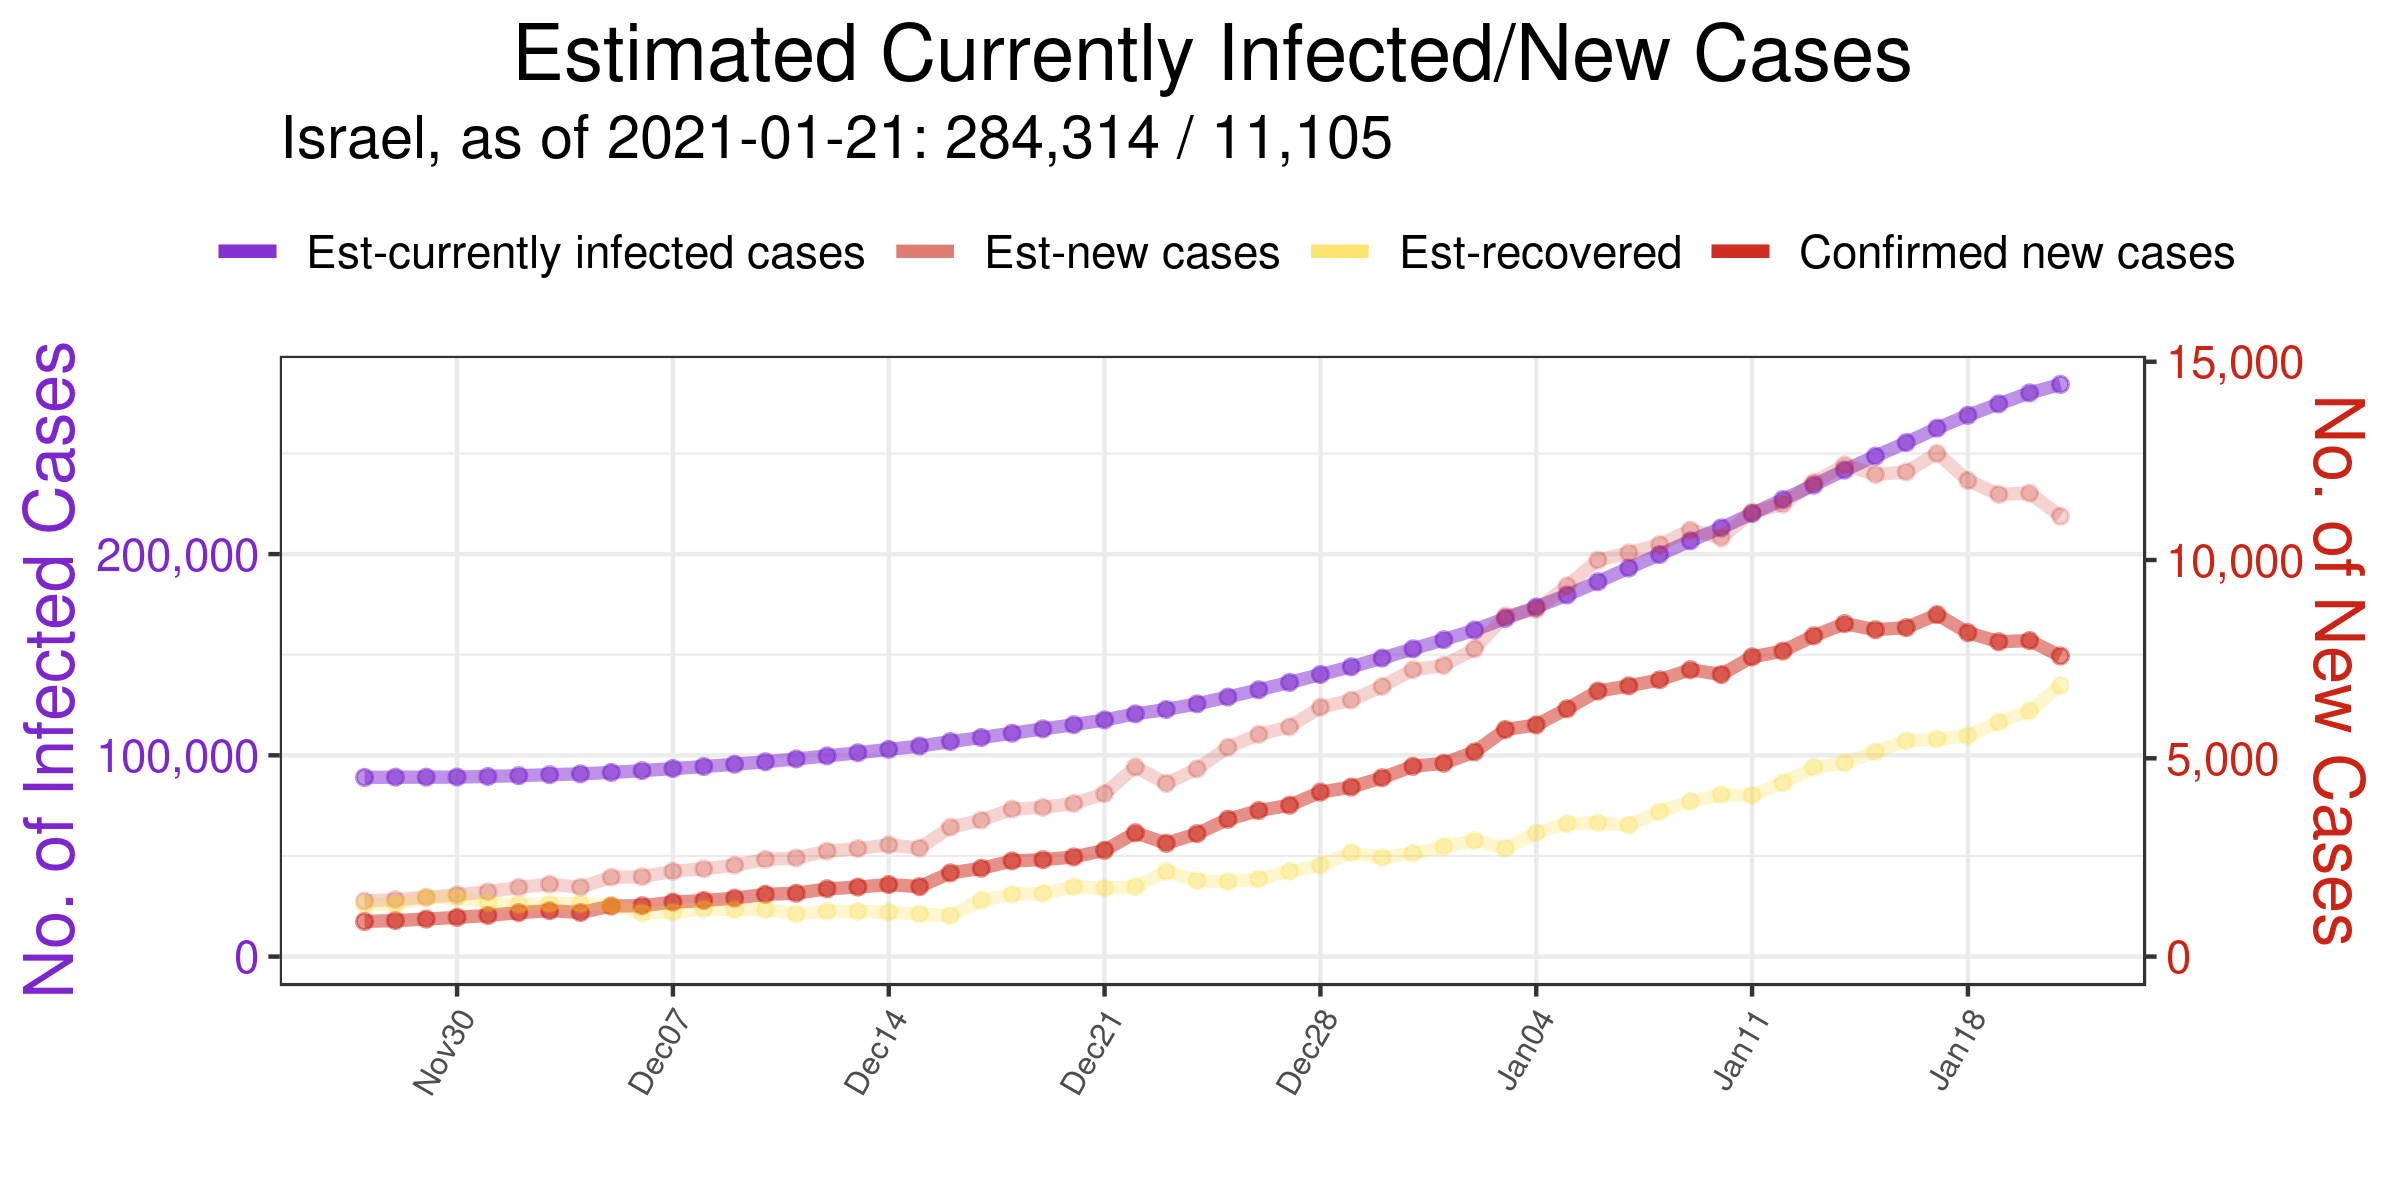 Estimated Currently Infected/New Cases
Israel, as of 2021-01-21: 284,314 / 11,105
Est-currently infected cases Est-new cases Est-recovered Confirmed new cases
No. of Infected Cases
200,000
100,000
0
15,000
10,000
5,000
0
No. of New Cases
Nov30 Dec07 Dec14 Dec21 Dec28 Jan04 Jan11 Jan18